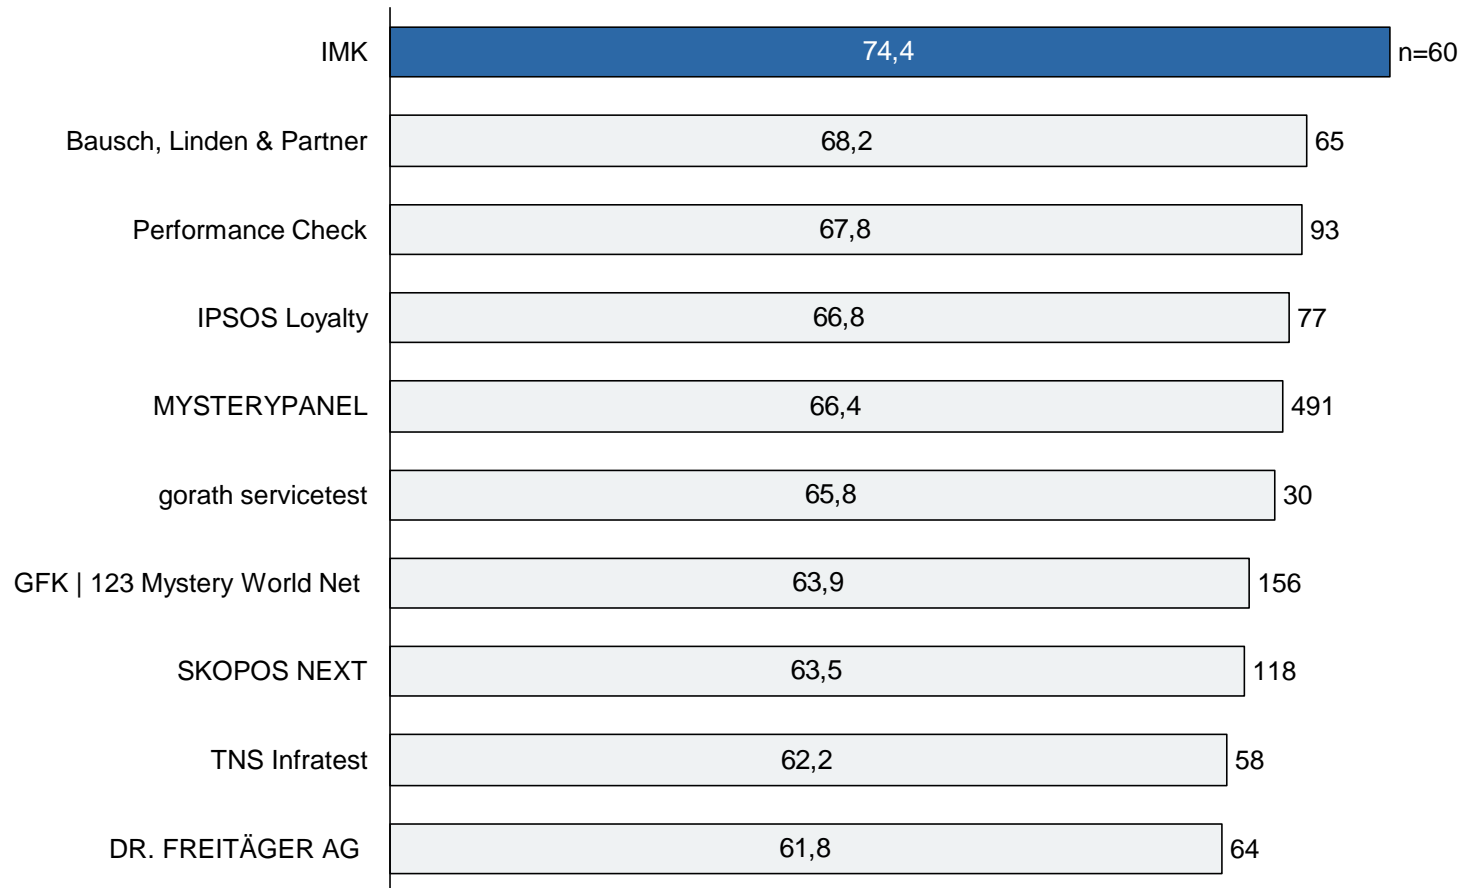 IMK 74,4 n=60
Bausch, Linden & Partner 68,2 65
Performance Check 67,8 93
IPSOS Loyalty 66,8 77
MYSTERYPANEL 66,4 491
gorath servicetest 65,8 30
GFK | 123 Mystery World Net 63,9 156
SKOPOS NEXT 63,5 118
TNS Infratest 62,2 58
DR. FREITÄGER AG 61,8 64